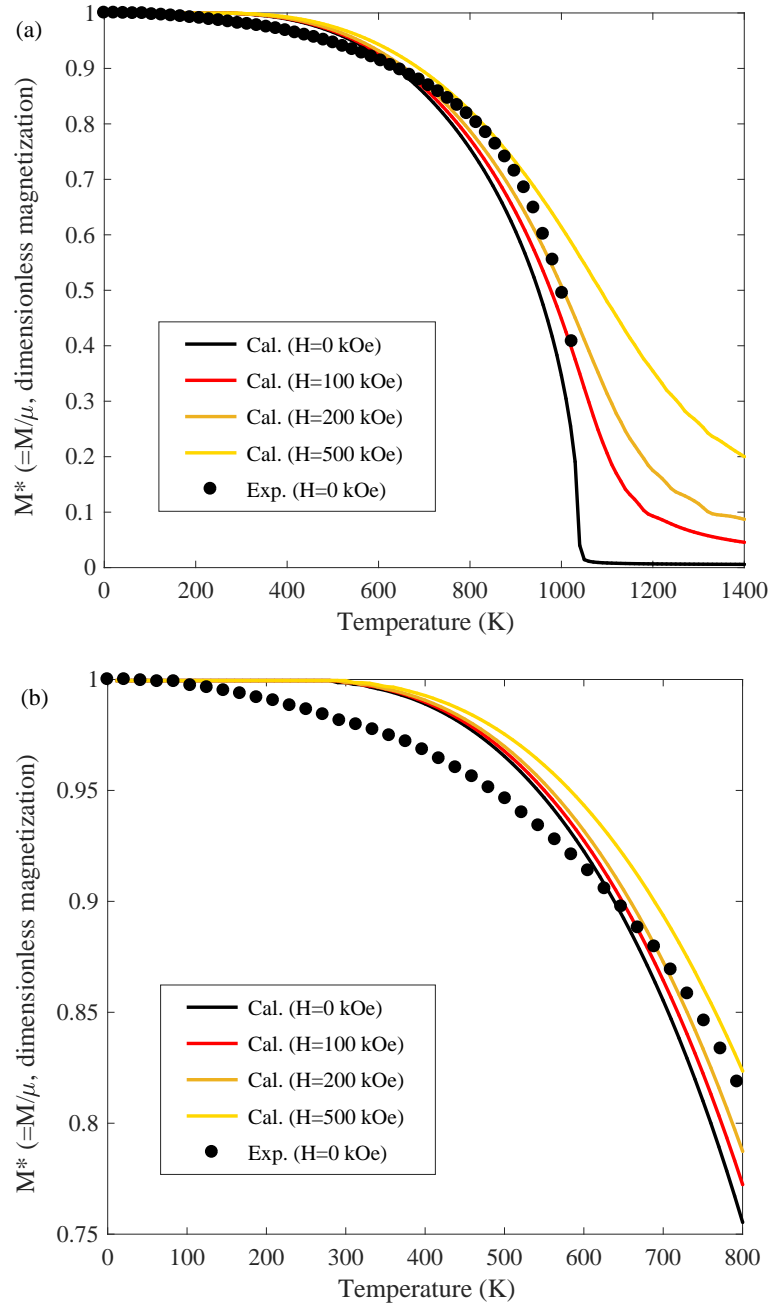 (a)
1
0.9
0.8
0.7
0.6
0.5
0.4
0.3
0.2
0.1
0
M* (=M/μ, dimensionless magnetization)
Cal. (H=0 kOe)
Cal. (H=100 kOe)
Cal. (H=200 kOe)
Cal. (H=500 kOe)
Exp. (H=0 kOe)
0 200 400 600 800 1000 1200 1400
Temperature (K)
(b)
1
0.95
0.9
0.85
0.8
0.75
M* (=M/μ, dimensionless magnetization)
Cal. (H=0 kOe)
Cal. (H=100 kOe)
Cal. (H=200 kOe)
Cal. (H=500 kOe)
Exp. (H=0 kOe)
0 100 200 300 400 500 600 700 800
Temperature (K)